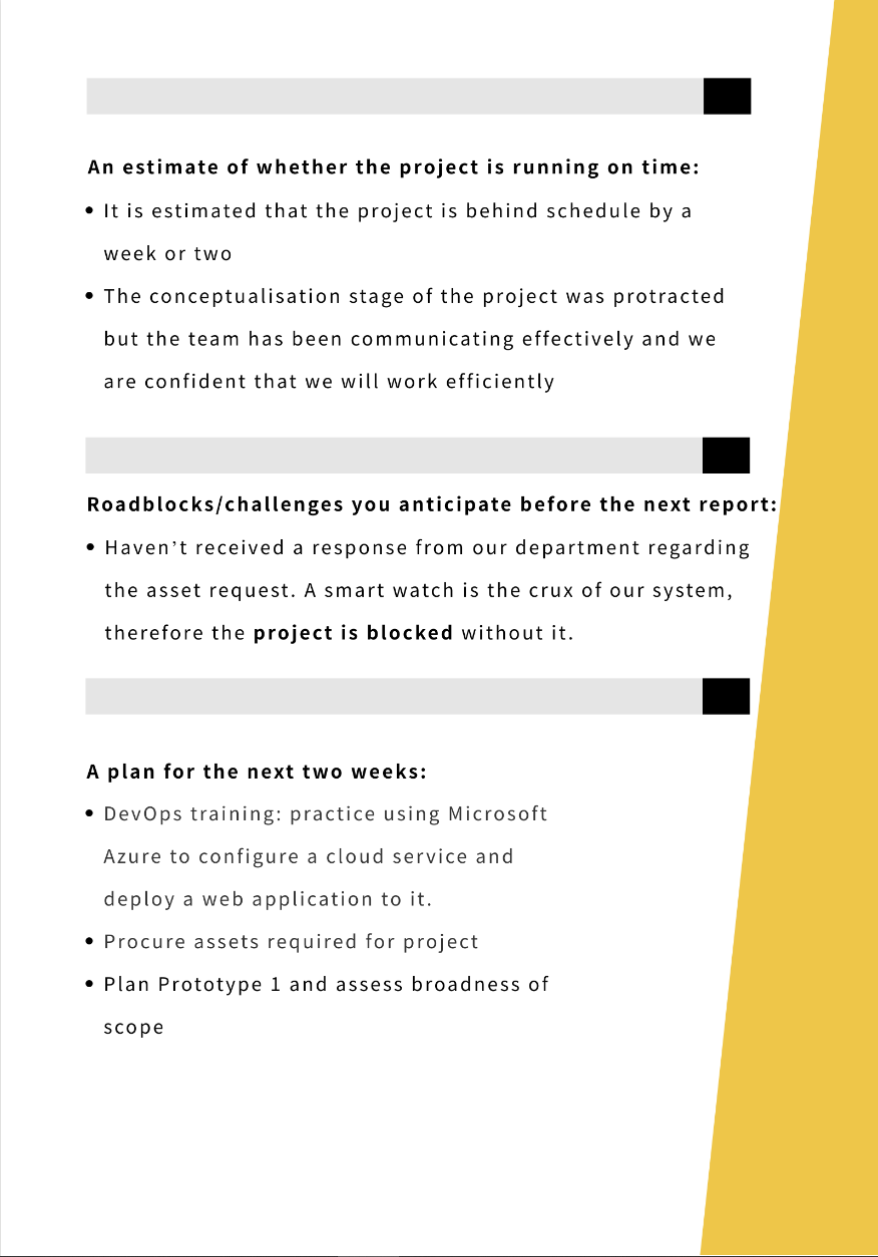 An estimate of whether the project is running on time:
• It is estimated that the project is behind schedule by a
week or two
• The conceptualisation stage of the project was protracted
but the team has been communicating effectively and we
are confident that we will work efficiently
Roadblocks/challenges you anticipate before the next report:
• Haven’t received a response from our department regarding
the asset request. A smart watch is the crux of our system,
therefore the project is blocked without it.
A plan for the next two weeks:
• DevOps training: practice using Microsoft
Azure to configure a cloud service and
deploy a web application to it.
• Procure assets required for project
• Plan Prototype 1 and assess broadness of
scope